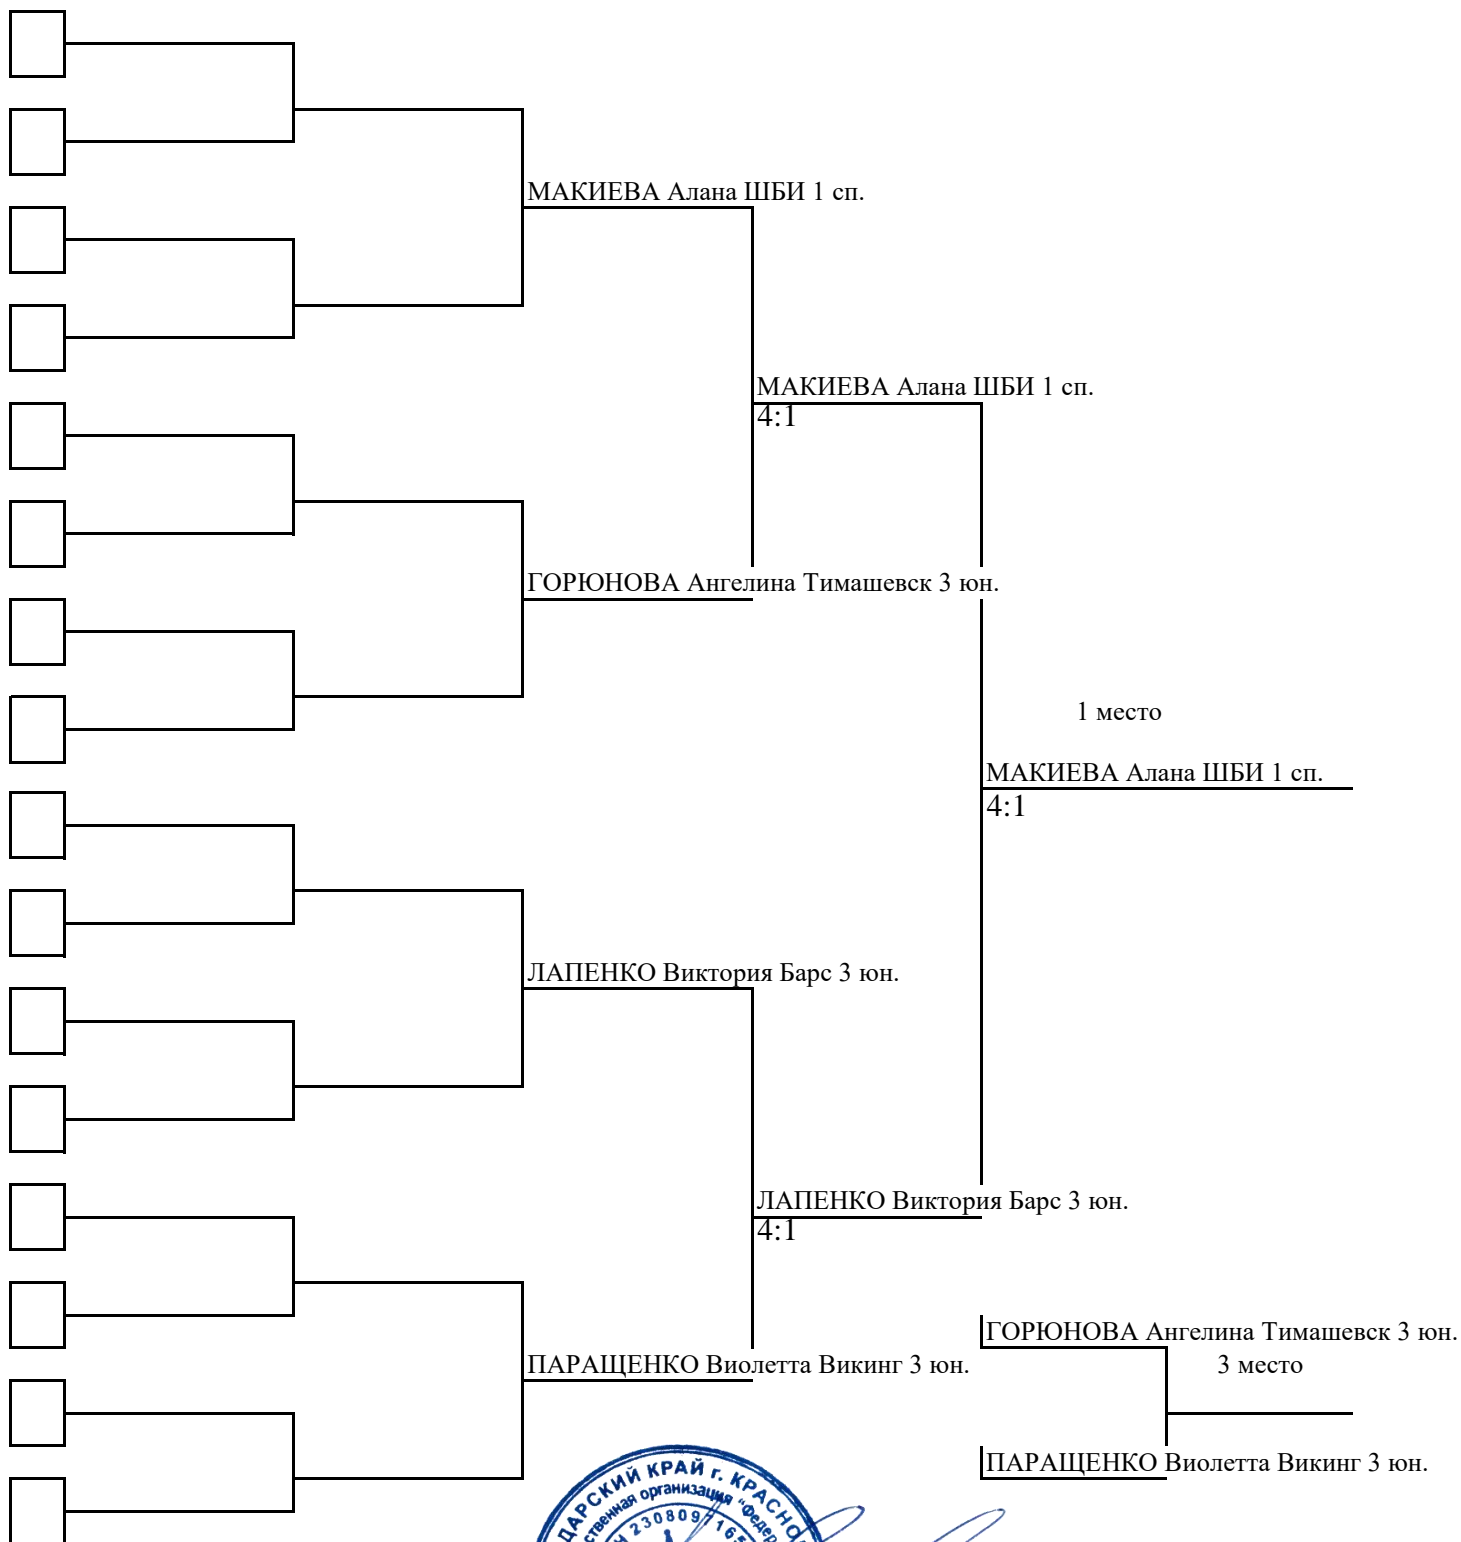 МАКИЕВА Алана ШБИ 1 сп.
МАКИЕВА Алана ШБИ 1 сп.
4:1
ГОРЮНОВА Ангелина Тимашевск 3 юн.
1 место
МАКИЕВА Алана ШБИ 1 сп.
4:1
ЛАПЕНКО Виктория Барс 3 юн.
ЛАПЕНКО Виктория Барс 3 юн.
4:1
ГОРЮНОВА Ангелина Тимашевск 3 юн.
ПАРАЩЕНКО Виолетта Викинг 3 юн.
3 место
ПАРАЩЕНКО Виолетта Викинг 3 юн.
КРАЙ г.
организация